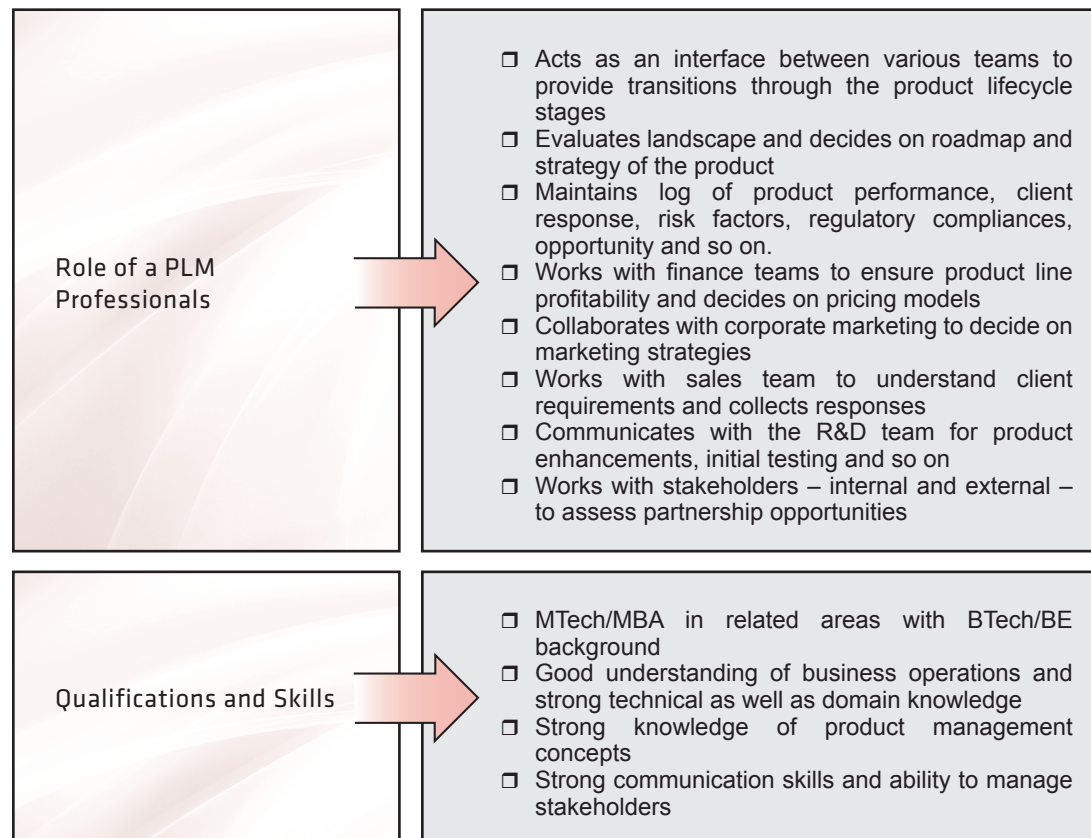 Role of a PLM
Professionals
❒ Acts as an interface between various teams to
provide transitions through the product lifecycle
stages
❒ Evaluates landscape and decides on roadmap and
strategy of the product
❒ Maintains log of product performance, client
response, risk factors, regulatory compliances,
opportunity and so on.
❒ Works with finance teams to ensure product line
profitability and decides on pricing models
❒ Collaborates with corporate marketing to decide on
marketing strategies
❒ Works with sales team to understand client
requirements and collects responses
❒ Communicates with the R&D team for product
enhancements, initial testing and so on
❒ Works with stakeholders – internal and external –
to assess partnership opportunities
Qualifications and Skills
❒ MTech/MBA in related areas with BTech/BE
background
❒ Good understanding of business operations and
strong technical as well as domain knowledge
❒ Strong knowledge of product management
concepts
❒ Strong communication skills and ability to manage
stakeholders